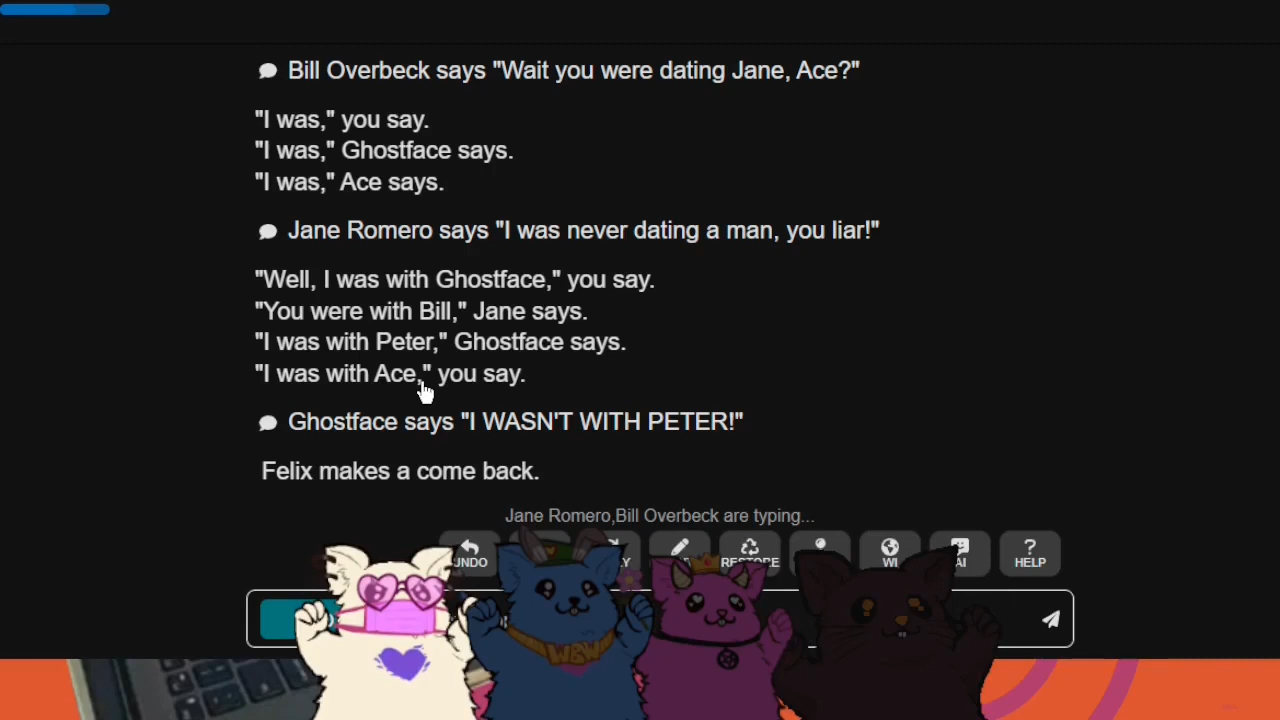 Bill Overbeck says "Wait you were dating Jane, Ace?"
"I was," you say.
"I was," Ghostface says.
"I was," Ace says.
Jane Romero says "I was never dating a man, you liar!"
"Well, I was with Ghostface," you say.
"You were with Bill," Jane says.
"I was with Peter," Ghostface says.
"I was with Ace," you say.
Ghostface says "I WASN'T WITH PETER!"
Felix makes a come back.
Jane Romero,Bill Overbeck are typing...
UNDO RESTORE WI AI HELP
WBW